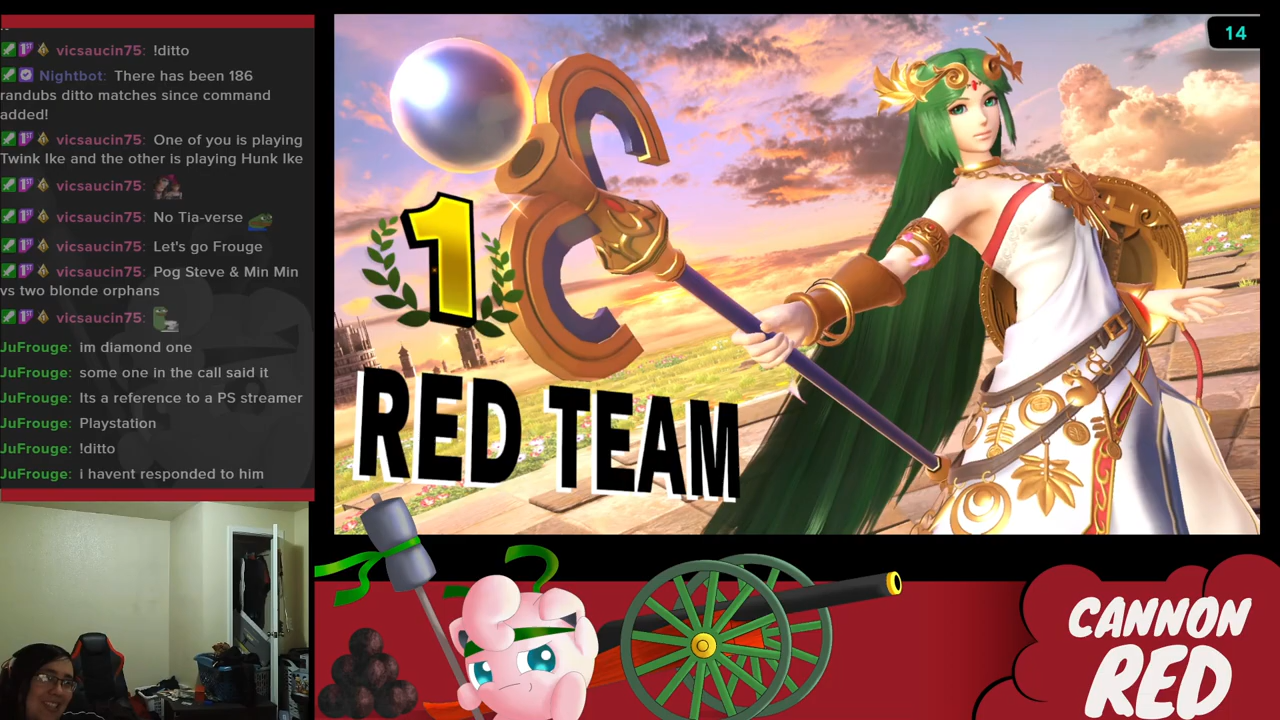 vicsaucin75: !ditto
Nightbot: There has been 186
randubs ditto matches since command
added!
vicsaucin75: One of you is playing
Twink Ike and the other is playing Hunk Ike
vicsaucin75:
vicsaucin75: No Tia-verse
vicsaucin75: Let's go Frouge
vicsaucin75: Pog Steve & Min Min
vs two blonde orphans
vicsaucin75:
JuFrouge: im diamond one
JuFrouge: some one in the call said it
JuFrouge: Its a reference to a PS streamer
JuFrouge: Playstation
JuFrouge: !ditto
JuFrouge: i havent responded to him
14
1
RED TEAM
CANNON
RED